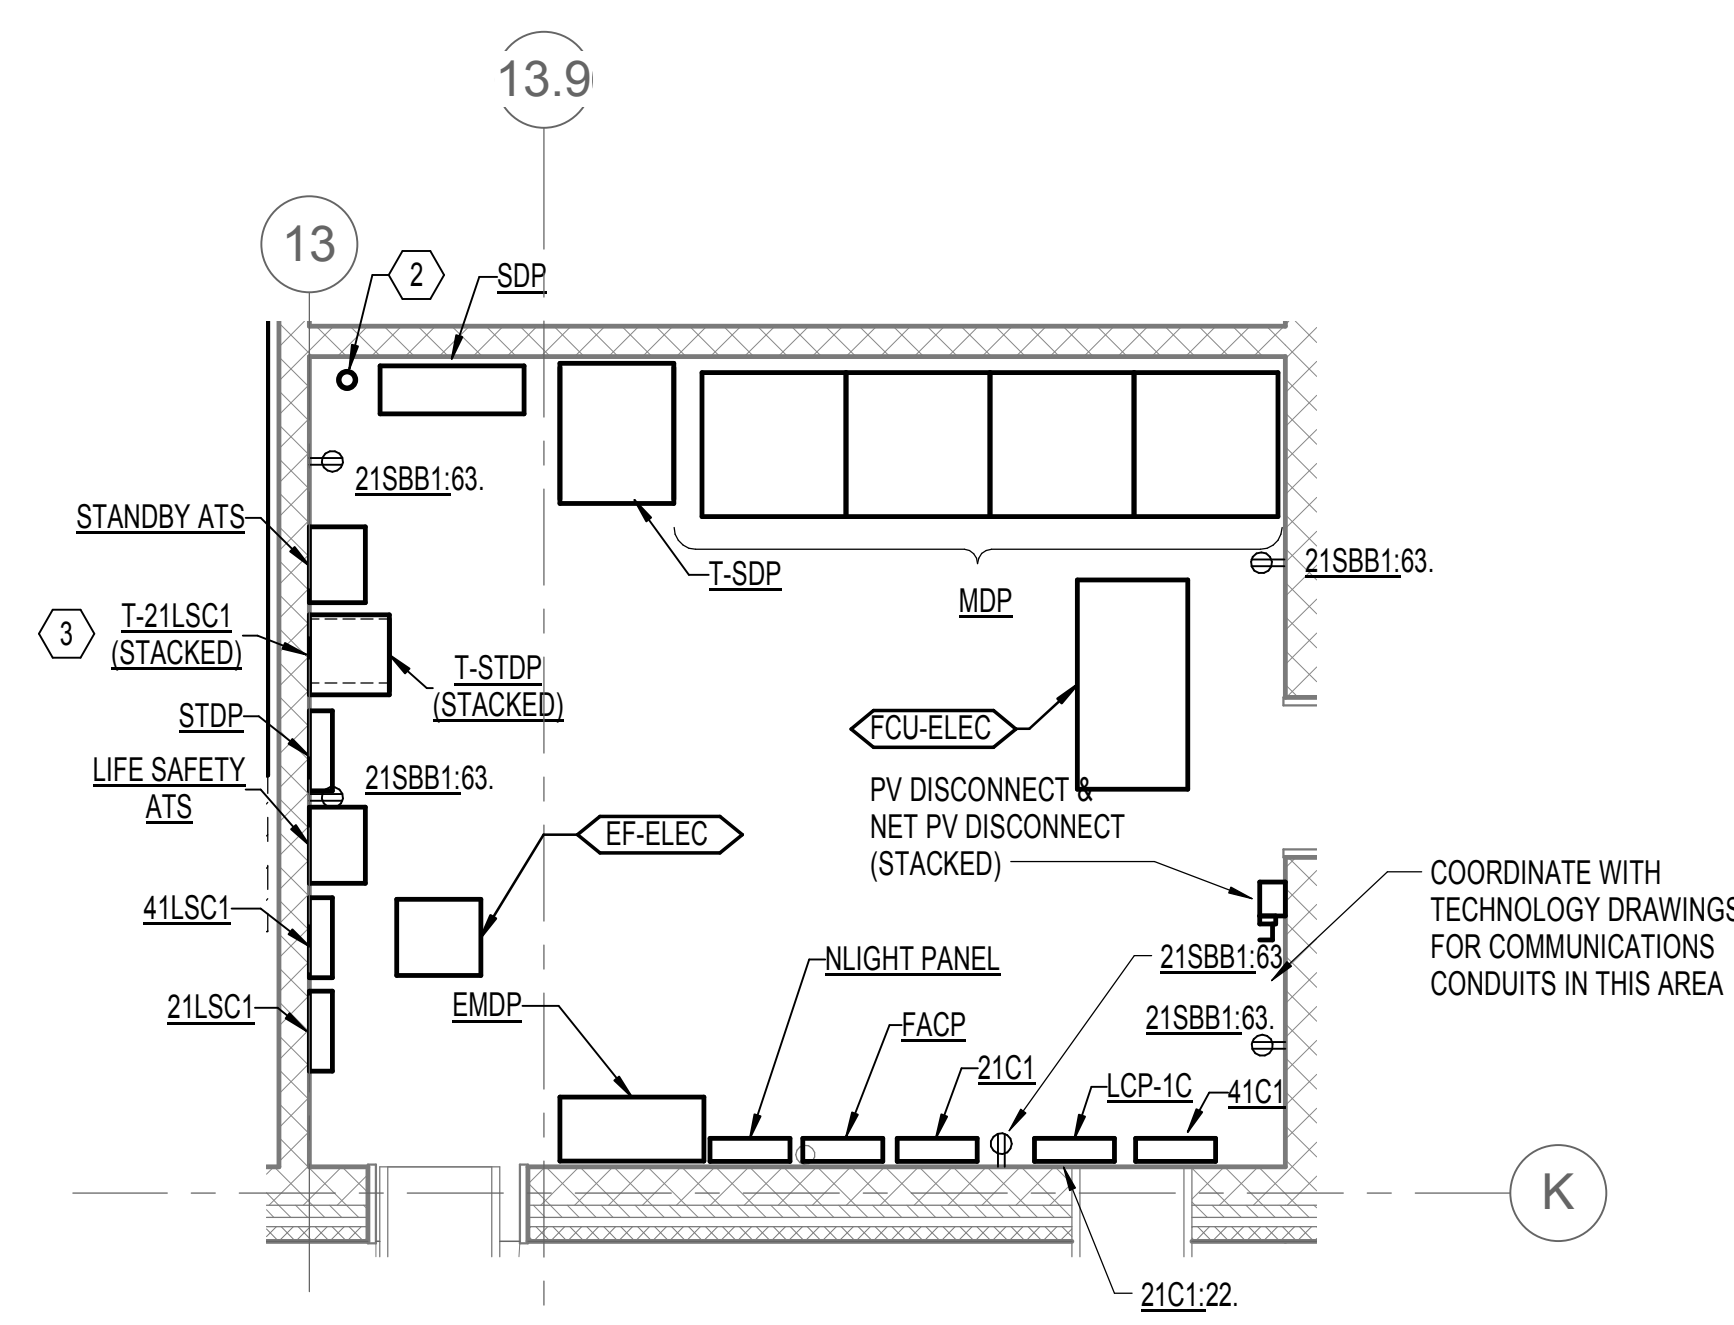 13.9
13
2
SDP
21SBB1:63.
STANDBY ATS
T-SDP
MDP
21SBB1:63.
3
T-21LSC1
(STACKED)
T-STDP
(STACKED)
STDP
FCU-ELEC
LIFE SAFETY
ATS
21SBB1:63.
PV DISCONNECT &
NET PV DISCONNECT
(STACKED)
EF-ELEC
COORDINATE WITH
TECHNOLOGY DRAWINGS
FOR COMMUNICATIONS
CONDUITS IN THIS AREA
41LSC1
NLIGHT PANEL
21SBB1:63
21LSC1
EMDP
FACP
21SBB1:63.
21C1
LCP-1C
41C1
K
21C1:22.